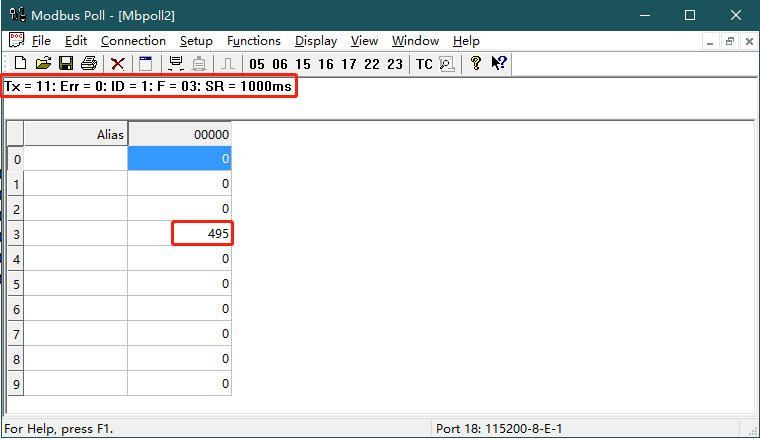 Modbus Poll - [Mbpoll2]
File Edit Connection Setup Functions Display View Window Help
05 06 15 16 17 22 23 TC
Tx = 11: Err = 0: ID = 1: F = 03: SR = 1000ms
Alias 00000
0 0
1 0
2 0
3 495
4 0
5 0
6 0
7 0
8 0
9 0
For Help, press F1. Port 18: 115200-8-E-1